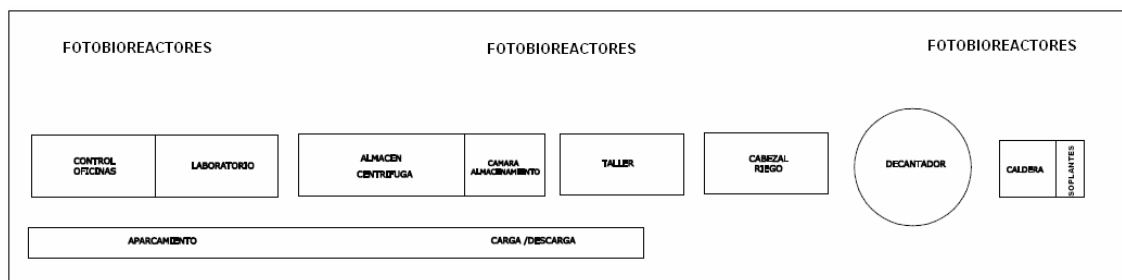 FOTOBIOREACTORES
FOTOBIOREACTORES
FOTOBIOREACTORES
CONTROL
OFICINAS
LABORATORIO
ALMACEN
CENTRIFUGA
CAMARA
ALMACENAMIENTO
TALLER
CABEZAL
RIEGO
DECANTADOR
CALDERA
SOPLANTES
APARCAMIENTO
CARGA /DESCARGA